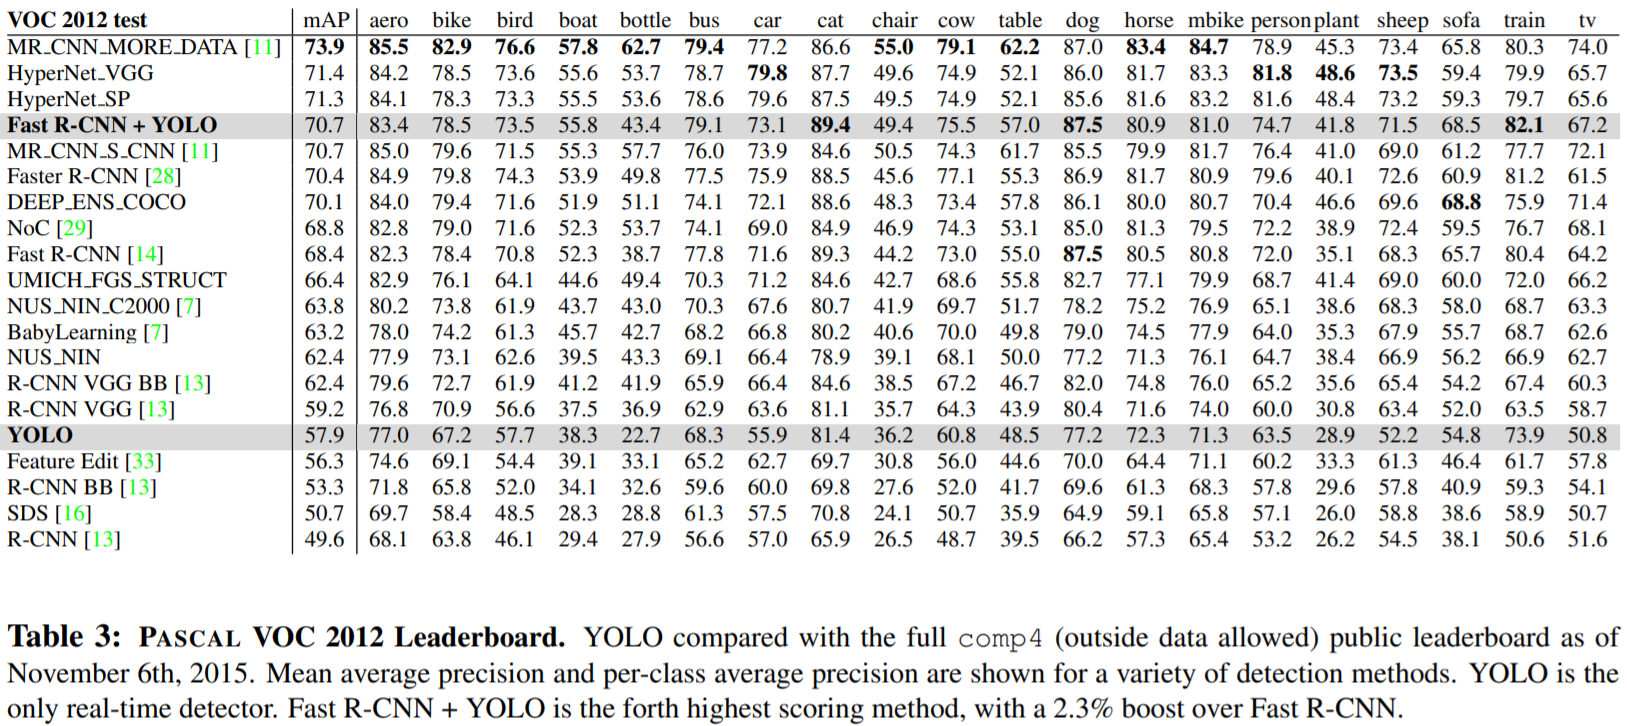 VOC 2012 test mAP aero bike bird boat bottle bus car cat chair cow table dog horse mbike person plant sheep sofa train tv
MR_CNN_MORE_DATA [11] 73.9 85.5 82.9 76.6 57.8 62.7 79.4 77.2 86.6 55.0 79.1 62.2 87.0 83.4 84.7 78.9 45.3 73.4 65.8 80.3 74.0
HyperNet_VGG 71.4 84.2 78.5 73.6 55.6 53.7 78.7 79.8 87.7 49.6 74.9 52.1 86.0 81.7 83.3 81.8 48.6 73.5 59.4 79.9 65.7
HyperNet_SP 71.3 84.1 78.3 73.3 55.5 53.6 78.6 79.6 87.5 49.5 74.9 52.1 85.6 81.6 83.2 81.6 48.4 73.2 59.3 79.7 65.6
Fast R-CNN + YOLO 70.7 83.4 78.5 73.5 55.8 43.4 79.1 73.1 89.4 49.4 75.5 57.0 87.5 80.9 81.0 74.7 41.8 71.5 68.5 82.1 67.2
MR_CNN_S_CNN [11] 70.7 85.0 79.6 71.5 55.3 57.7 76.0 73.9 84.6 50.5 74.3 61.7 85.5 79.9 81.7 76.4 41.0 69.0 61.2 77.7 72.1
Faster R-CNN [28] 70.4 84.9 79.8 74.3 53.9 49.8 77.5 75.9 88.5 45.6 77.1 55.3 86.9 81.7 80.9 79.6 40.1 72.6 60.9 81.2 61.5
DEEP_ENS_COCO 70.1 84.0 79.4 71.6 51.9 51.1 74.1 72.1 88.6 48.3 73.4 57.8 86.1 80.0 80.7 70.4 46.6 69.6 68.8 75.9 71.4
NoC [29] 68.8 82.8 79.0 71.6 52.3 53.7 74.1 69.0 84.9 46.9 74.3 53.1 85.0 81.3 79.5 72.2 38.9 72.4 59.5 76.7 68.1
Fast R-CNN [14] 68.4 82.3 78.4 70.8 52.3 38.7 77.8 71.6 89.3 44.2 73.0 55.0 87.5 80.5 80.8 72.0 35.1 68.3 65.7 80.4 64.2
UMICH_FGS_STRUCT 66.4 82.9 76.1 64.1 44.6 49.4 70.3 71.2 84.6 42.7 68.6 55.8 82.7 77.1 79.9 68.7 41.4 69.0 60.0 72.0 66.2
NUS_NIN_C2000 [7] 63.8 80.2 73.8 61.9 43.7 43.0 70.3 67.6 80.7 41.9 69.7 51.7 78.2 75.2 76.9 65.1 38.6 68.3 58.0 68.7 63.3
BabyLearning [7] 63.2 78.0 74.2 61.3 45.7 42.7 68.2 66.8 80.2 40.6 70.0 49.8 79.0 74.5 77.9 64.0 35.3 67.9 55.7 68.7 62.6
NUS_NIN 62.4 77.9 73.1 62.6 39.5 43.3 69.1 66.4 78.9 39.1 68.1 50.0 77.2 71.3 76.1 64.7 38.4 66.9 56.2 66.9 62.7
R-CNN VGG BB [13] 62.4 79.6 72.7 61.9 41.2 41.9 65.9 66.4 84.6 38.5 67.2 46.7 82.0 74.8 76.0 65.2 35.6 65.4 54.2 67.4 60.3
R-CNN VGG [13] 59.2 76.8 70.9 56.6 37.5 36.9 62.9 63.6 81.1 35.7 64.3 43.9 80.4 71.6 74.0 60.0 30.8 63.4 52.0 63.5 58.7
YOLO 57.9 77.0 67.2 57.7 38.3 22.7 68.3 55.9 81.4 36.2 60.8 48.5 77.2 72.3 71.3 63.5 28.9 52.2 54.8 73.9 50.8
Feature Edit [33] 56.3 74.6 69.1 54.4 39.1 33.1 65.2 62.7 69.7 30.8 56.0 44.6 70.0 64.4 71.1 60.2 33.3 61.3 46.4 61.7 57.8
R-CNN BB [13] 53.3 71.8 65.8 52.0 34.1 32.6 59.6 60.0 69.8 27.6 52.0 41.7 69.6 61.3 68.3 57.8 29.6 57.8 40.9 59.3 54.1
SDS [16] 50.7 69.7 58.4 48.5 28.3 28.8 61.3 57.5 70.8 24.1 50.7 35.9 64.9 59.1 65.8 57.1 26.0 58.8 38.6 58.9 50.7
R-CNN [13] 49.6 68.1 63.8 46.1 29.4 27.9 56.6 57.0 65.9 26.5 48.7 39.5 66.2 57.3 65.4 53.2 26.2 54.5 38.1 50.6 51.6
Table 3: PASCAL VOC 2012 Leaderboard. YOLO compared with the full comp4 (outside data allowed) public leaderboard as of
November 6th, 2015. Mean average precision and per-class average precision are shown for a variety of detection methods. YOLO is the
only real-time detector. Fast R-CNN + YOLO is the forth highest scoring method, with a 2.3% boost over Fast R-CNN.